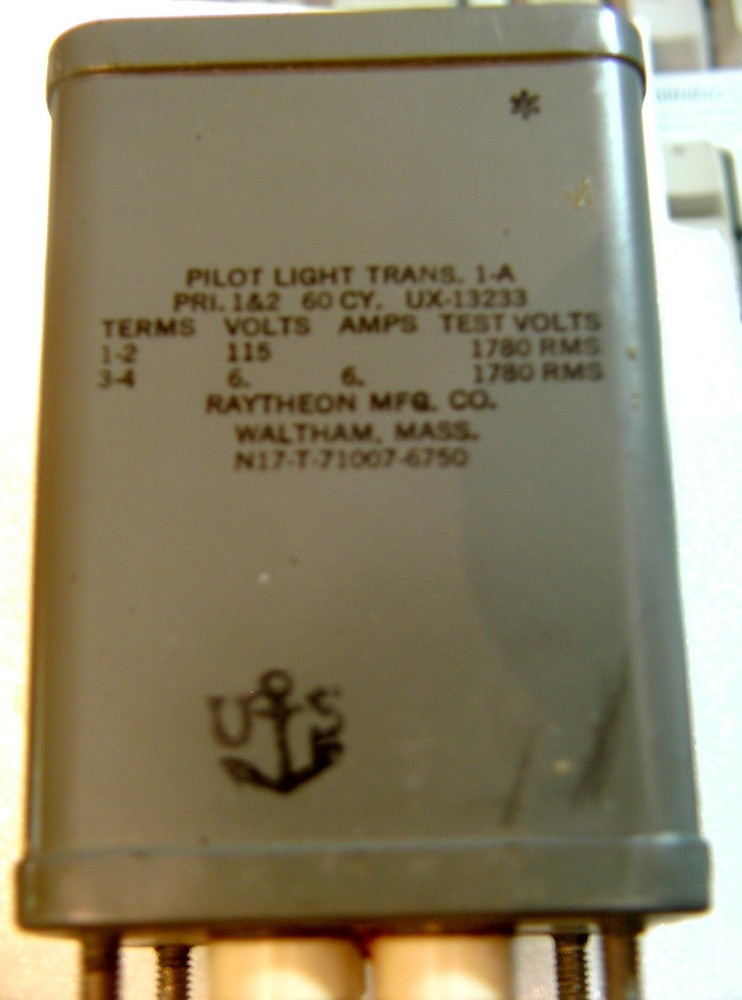 *
PILOT LIGHT TRANS. 1-A
PRI. 1&2 60 CY. UX-13233
TERMS VOLTS AMPS TEST VOLTS
1-2 115 1780 RMS
3-4 6. 6. 1780 RMS
RAYTHEON MFG. CO.
WALTHAM, MASS.
N17-T-71007-6750
US